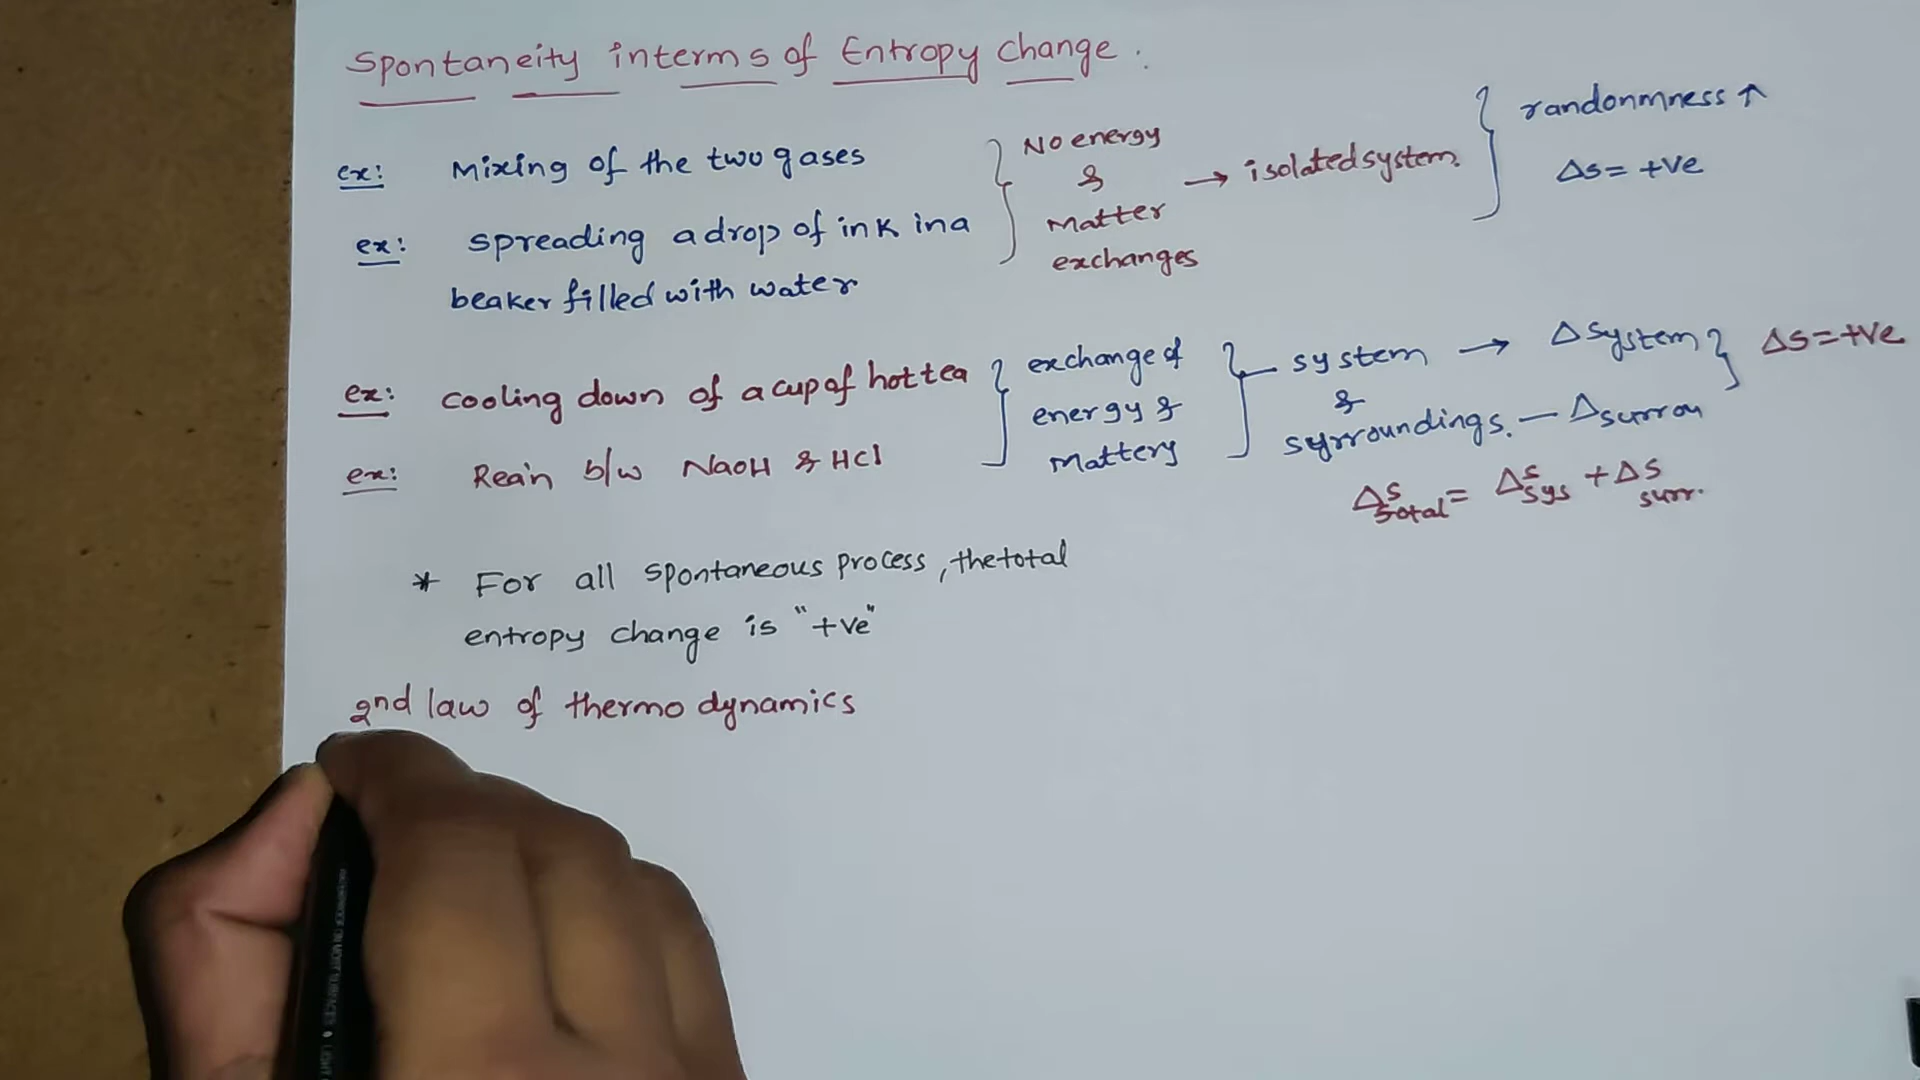 Spontaneity interms of Entropy change.
ex: Mixing of the two gases
ex: spreading a drop of ink in a
beaker filled with water
No energy
&
Matter
exchanges
→ isolated system.
randonmness ↑
Δs = +ve
ex: cooling down of a cup of hot tea
ex: Rea'n b/w NaOH & HCl
exchange of
energy &
Mattery
system → Δsystem
&
syrroundings. — Δsurrou
Δs = +ve
ΔS total = ΔS sys + ΔS surr.
* For all spontaneous process, the total
entropy change is "+ve"
2nd law of thermo dynamics